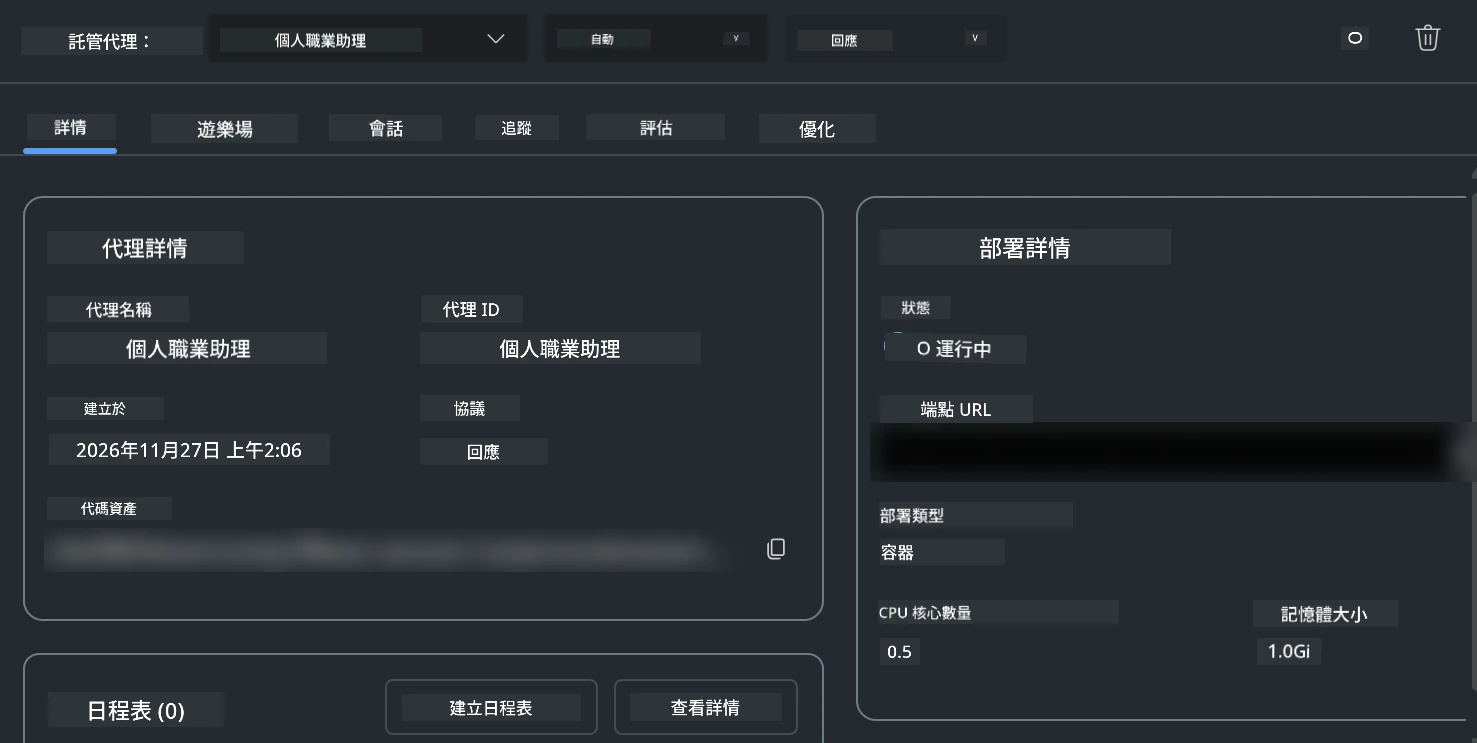 託管代理：
個人職業助理
自動
v
回應
v
詳情
遊樂場
會話
追蹤
評估
優化
代理詳情
代理名稱
代理 ID
個人職業助理
個人職業助理
建立於
協議
2026年11月27日 上午2:06
回應
代碼資產
日程表 (0)
建立日程表
查看詳情
部署詳情
狀態
O 運行中
端點 URL
部署類型
容器
CPU 核心數量
記憶體大小
0.5
1.0Gi